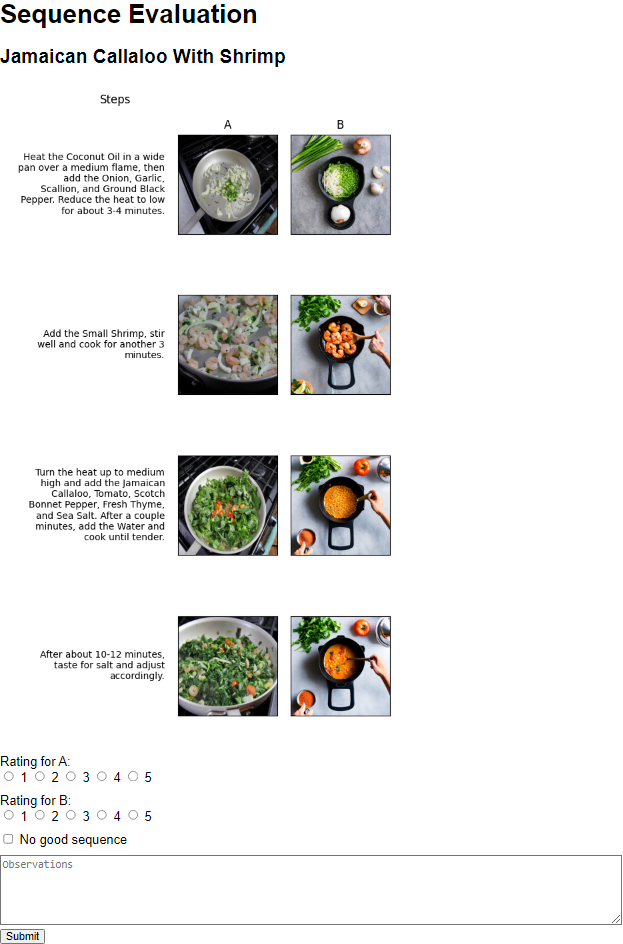 Sequence Evaluation
Jamaican Callaloo With Shrimp
Steps
A B
Heat the Coconut Oil in a wide
pan over a medium flame, then
add the Onion, Garlic,
Scallion, and Ground Black
Pepper. Reduce the heat to low
for about 3-4 minutes.
Add the Small Shrimp, stir
well and cook for another 3
minutes.
Turn the heat up to medium
high and add the Jamaican
Callaloo, Tomato, Scotch
Bonnet Pepper, Fresh Thyme,
and Sea Salt. After a couple
minutes, add the Water and
cook until tender.
After about 10-12 minutes,
taste for salt and adjust
accordingly.
Rating for A:
1 2 3 4 5
Rating for B:
1 2 3 4 5
No good sequence
Observations
Submit